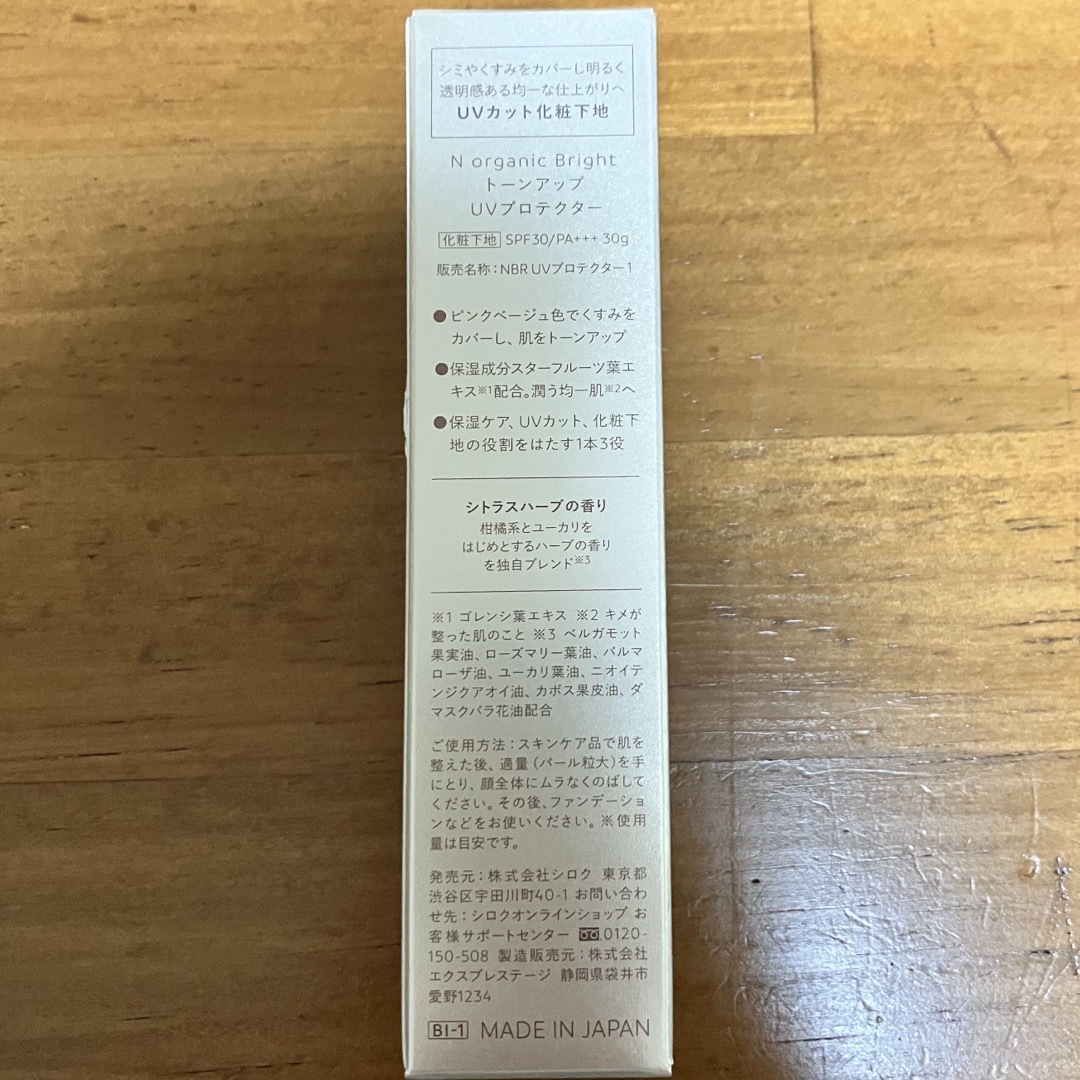 シミやくすみをカバーし明るく
透明感ある均一な仕上がりへ
UVカット化粧下地
N organic Bright
トーンアップ
UVプロテクター
化粧下地 SPF30/PA+++ 30g
販売名称：NBR UVプロテクター1
●ピンクベージュ色でくすみを
カバーし、肌をトーンアップ
●保湿成分スターフルーツ葉エ
キス※1配合。潤う均一肌※2へ
●保湿ケア、UVカット、化粧下
地の役割をはたす1本3役
シトラスハーブの香り
柑橘系とユーカリを
はじめとするハーブの香り
を独自ブレンド※3
※1 ゴレンシ葉エキス ※2 キメが
整った肌のこと ※3 ベルガモット
果実油、ローズマリー葉油、パルマ
ローザ油、ユーカリ葉油、ニオイテ
ンジクアオイ油、カボス果皮油、ダ
マスクバラ花油配合
ご使用方法：スキンケア品で肌を
整えた後、適量（パール粒大）を手
にとり、顔全体にムラなくのばして
ください。その後、ファンデーショ
ンなどをお使いください。※使用
量は目安です。
発売元：株式会社シロク 東京都
渋谷区宇田川町40-1 お問い合わ
せ先：シロクオンラインショップ お
客様サポートセンター 0120-
150-508 製造販売元：株式会社
エクスプレステージ 静岡県袋井市
愛野1234
BI-1 MADE IN JAPAN